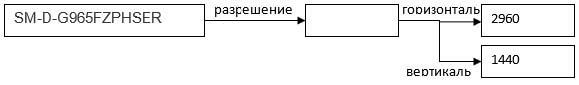 SM-D-G965FZPHSER
разрешение
горизонталь
2960
вертикаль
1440